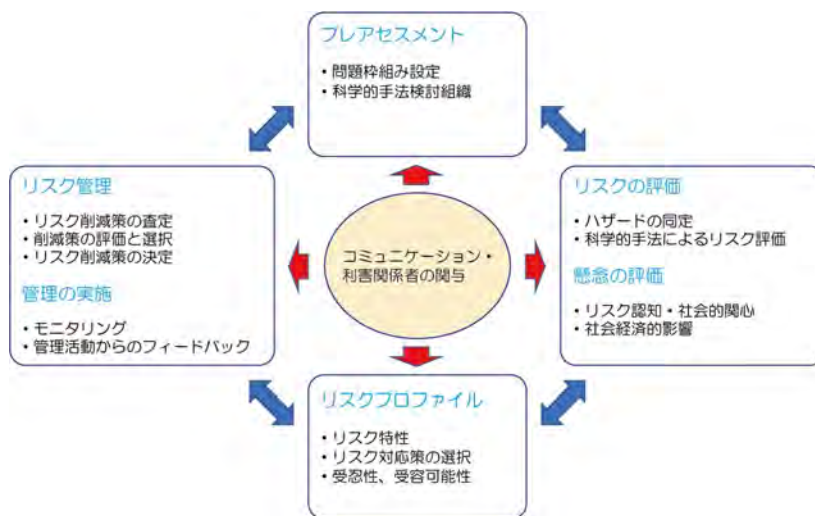 プレアセスメント
・問題枠組み設定
・科学的手法検討組織
リスク管理
・リスク削減策の査定
・削減策の評価と選択
・リスク削減策の決定
管理の実施
・モニタリング
・管理活動からのフィードバック
コミュニケーション・
利害関係者の関与
リスクの評価
・ハザードの同定
・科学的手法によるリスク評価
懸念の評価
・リスク認知・社会的関心
・社会経済的影響
リスクプロファイル
・リスク特性
・リスク対応策の選択
・受忍性、受容可能性